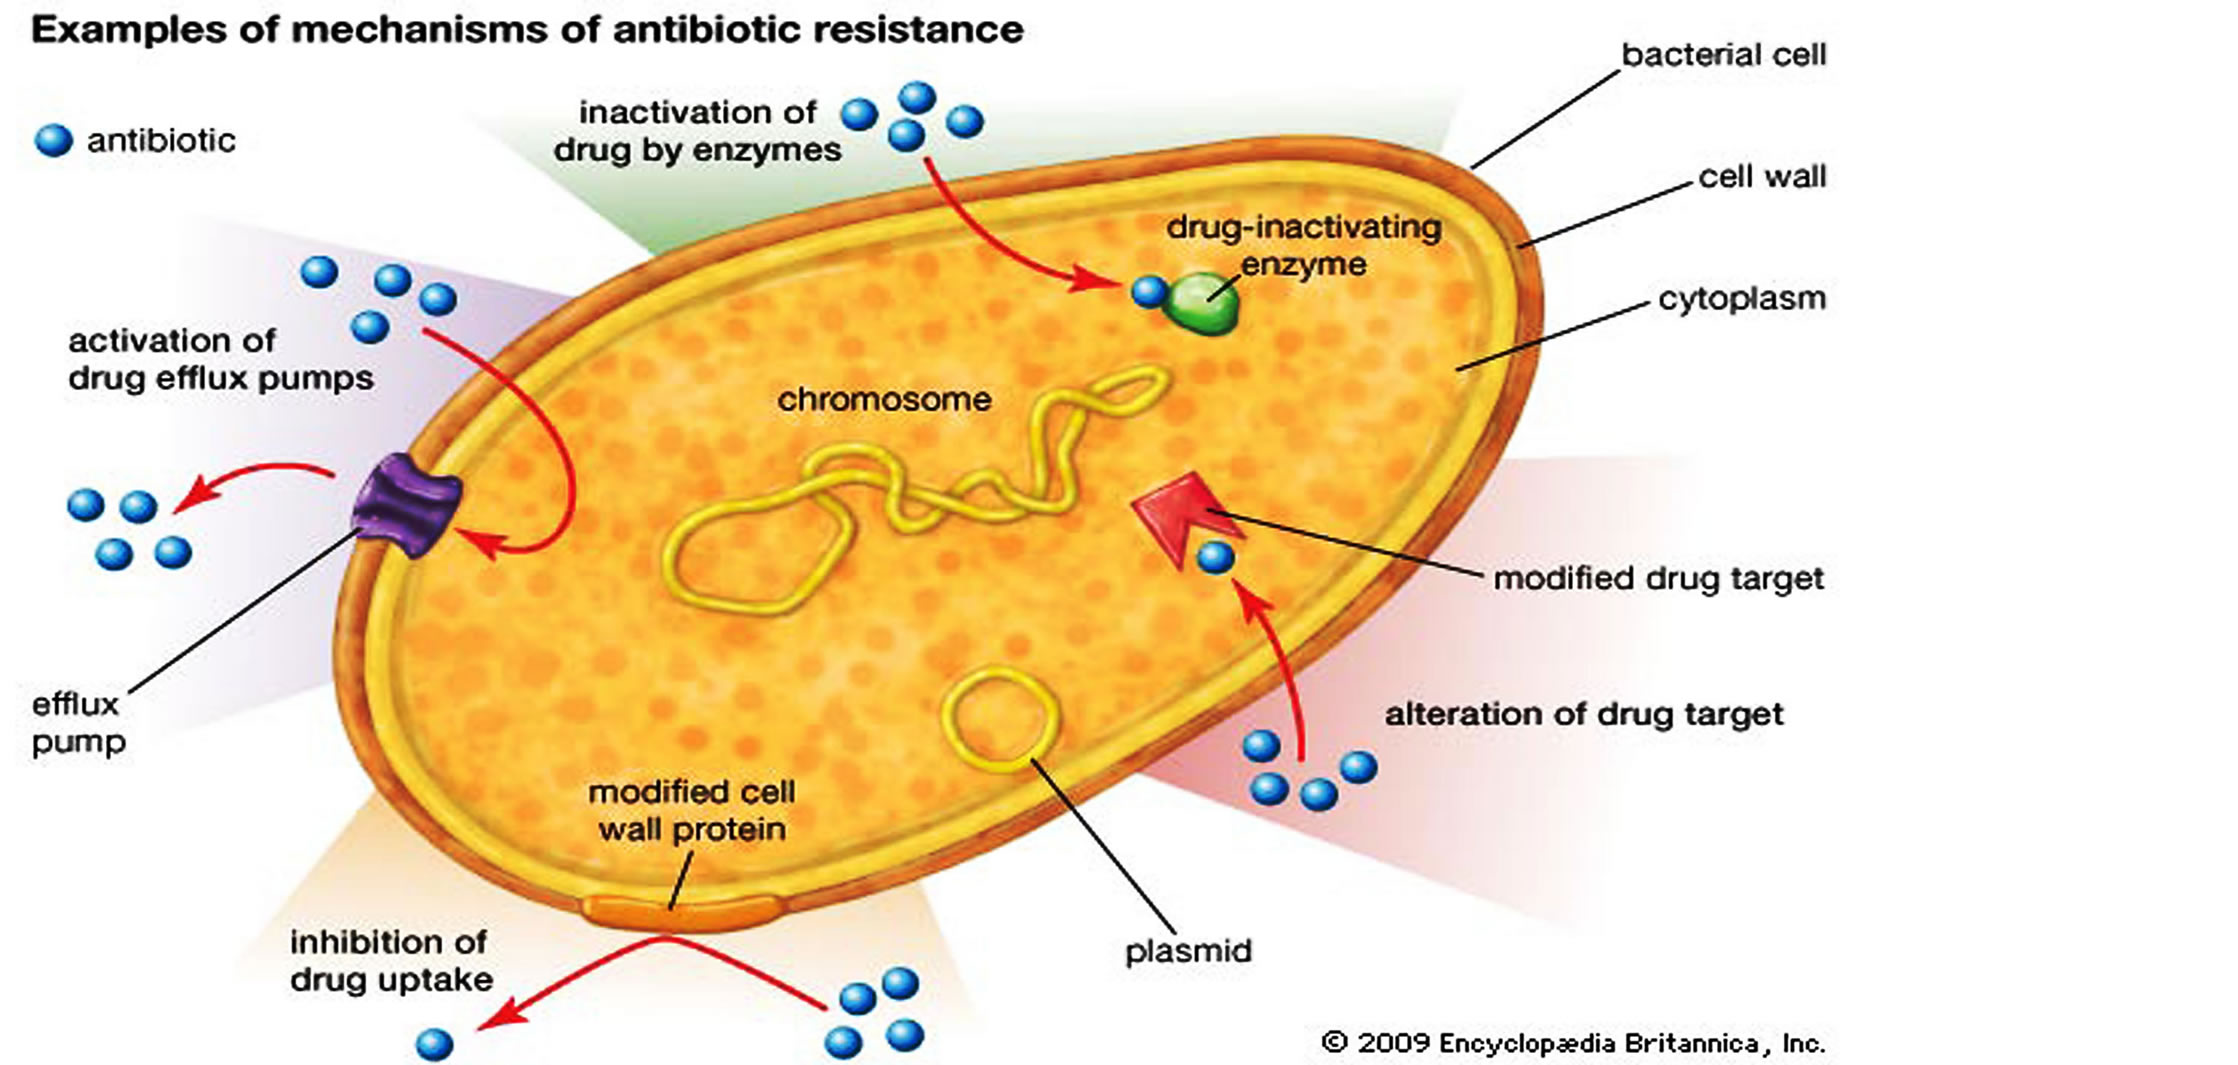 Examples of mechanisms of antibiotic resistance
antibiotic
inactivation of
drug by enzymes
bacterial cell
cell wall
drug-inactivating
enzyme
cytoplasm
activation of
drug efflux pumps
chromosome
modified drug target
efflux
pump
alteration of drug target
modified cell
wall protein
plasmid
inhibition of
drug uptake
© 2009 Encyclopædia Britannica, Inc.